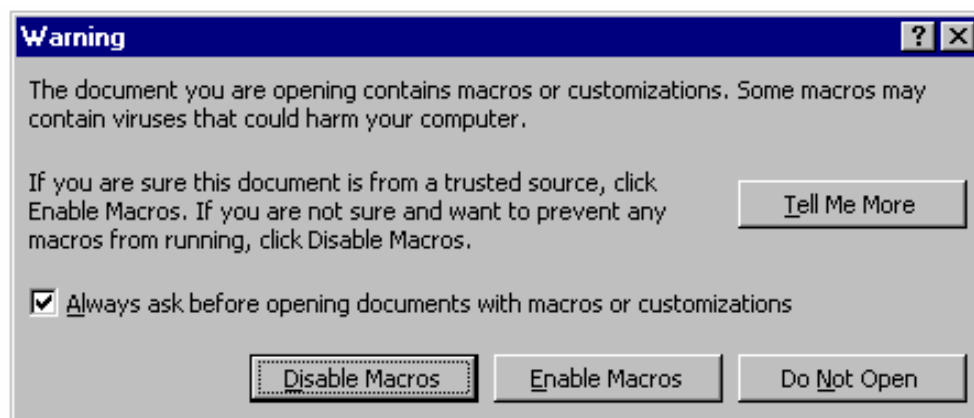 Warning
The document you are opening contains macros or customizations. Some macros may
contain viruses that could harm your computer.
If you are sure this document is from a trusted source, click
Enable Macros. If you are not sure and want to prevent any
macros from running, click Disable Macros.
Tell Me More
Always ask before opening documents with macros or customizations
Disable Macros
Enable Macros
Do Not Open